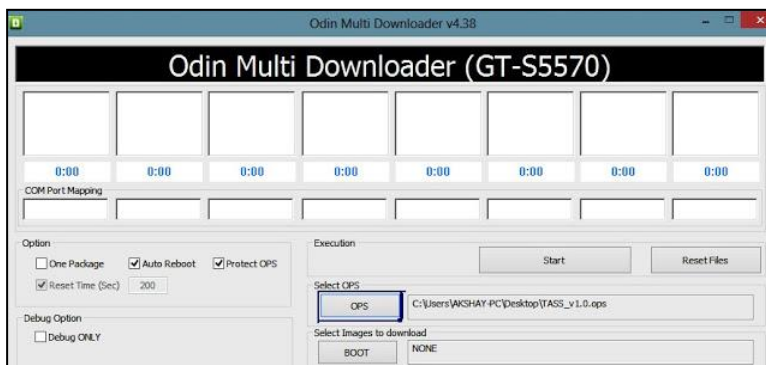 Odin Multi Downloader v4.38
Odin Multi Downloader (GT-S5570)
0:00 0:00 0:00 0:00 0:00 0:00 0:00 0:00
COM Port Mapping
Option
One Package Auto Reboot Protect OPS
Reset Time (Sec) 200
Debug Option
Debug ONLY
Execution
Start Reset Files
Select OPS
OPS C:\Users\AKSHAY-PC\Desktop\TASS_v1.0.ops
Select Images to download
BOOT NONE